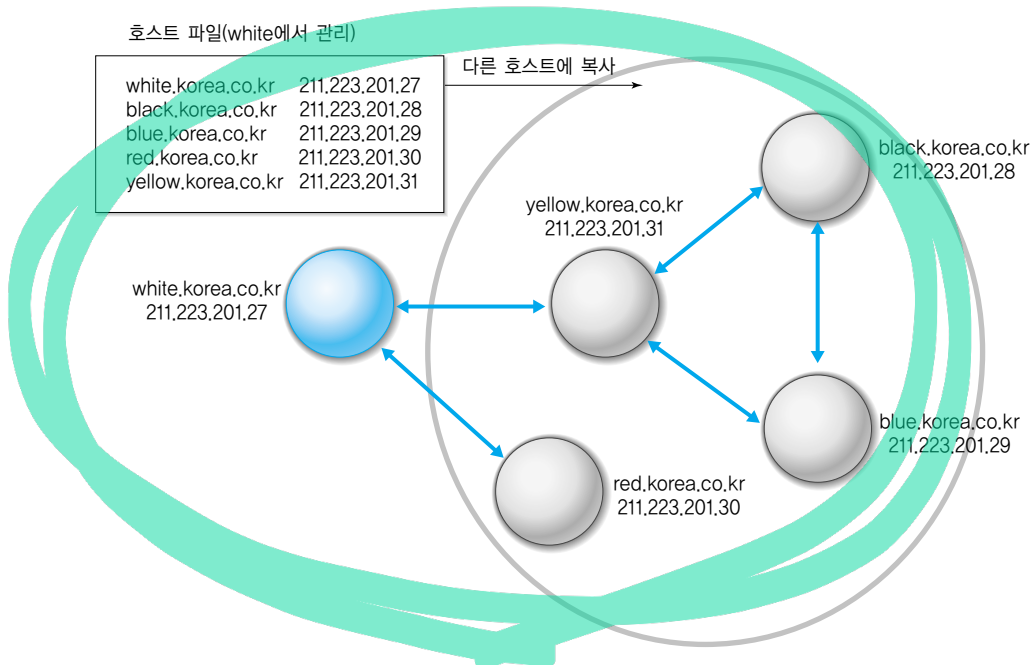 호스트 파일(white에서 관리)
white.korea.co.kr 211.223.201.27
black.korea.co.kr 211.223.201.28
blue.korea.co.kr 211.223.201.29
red.korea.co.kr 211.223.201.30
yellow.korea.co.kr 211.223.201.31
다른 호스트에 복사
black.korea.co.kr
211.223.201.28
yellow.korea.co.kr
211.223.201.31
white.korea.co.kr
211.223.201.27
blue.korea.co.kr
211.223.201.29
red.korea.co.kr
211.223.201.30